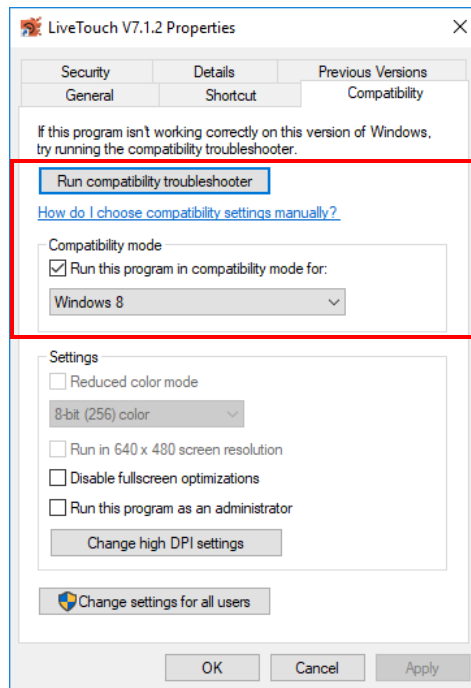 LiveTouch V7.1.2 Properties
Security Details Previous Versions
General Shortcut Compatibility
If this program isn't working correctly on this version of Windows,
try running the compatibility troubleshooter.
Run compatibility troubleshooter
How do I choose compatibility settings manually?
Compatibility mode
Run this program in compatibility mode for:
Windows 8
Settings
Reduced color mode
8-bit (256) color
Run in 640 x 480 screen resolution
Disable fullscreen optimizations
Run this program as an administrator
Change high DPI settings
Change settings for all users
OK Cancel Apply